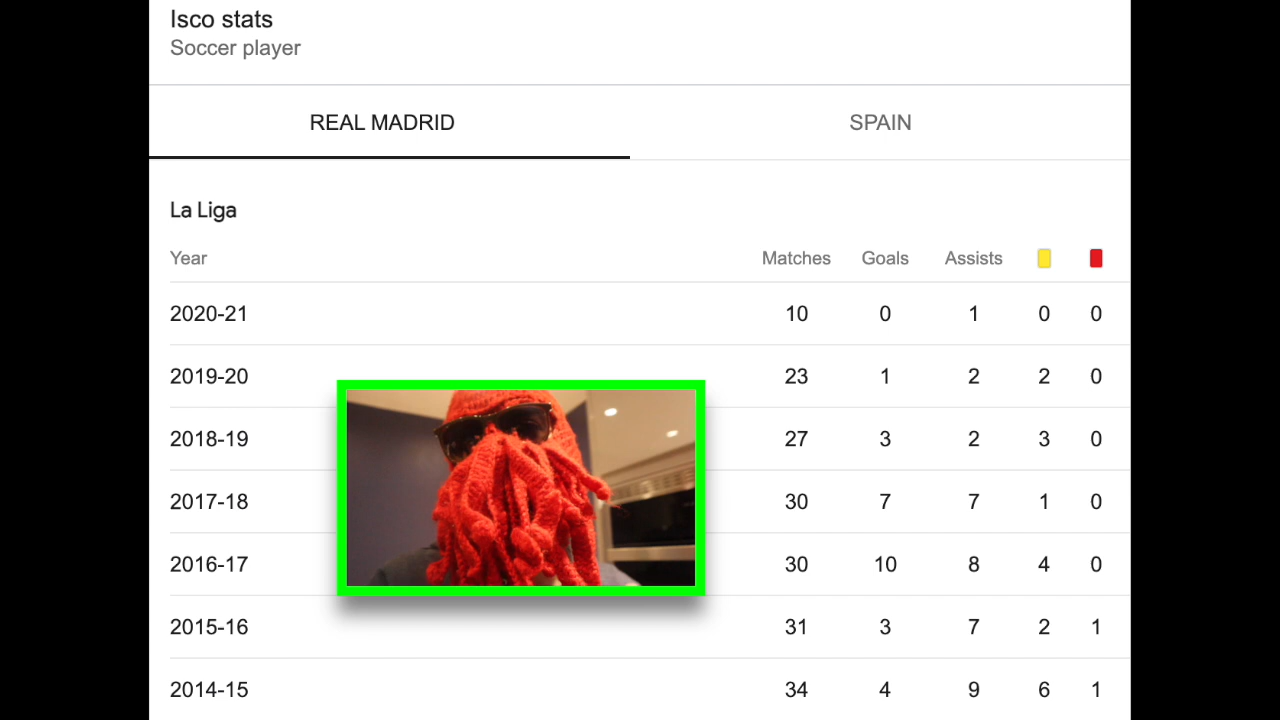 Isco stats
Soccer player
REAL MADRID SPAIN
La Liga
Year Matches Goals Assists
2020-21 10 0 1 0 0
2019-20 23 1 2 2 0
2018-19 27 3 2 3 0
2017-18 30 7 7 1 0
2016-17 30 10 8 4 0
2015-16 31 3 7 2 1
2014-15 34 4 9 6 1